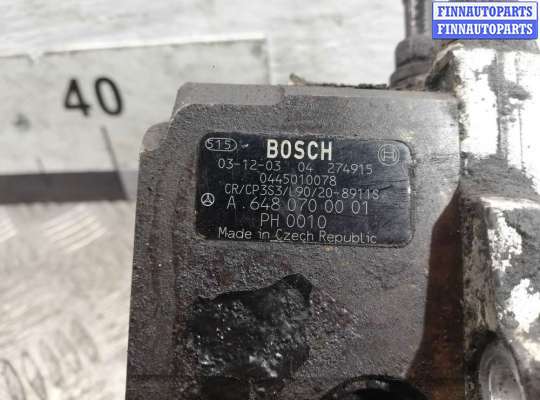 FINNAUTOPARTS
FINNAUTOPARTS
40
S15 BOSCH
03-12-03 04 274915
0445010078
CR/CP3S3/L90/20-8911S
A 648 070 00 01
PH 0010
Made in Czech Republic